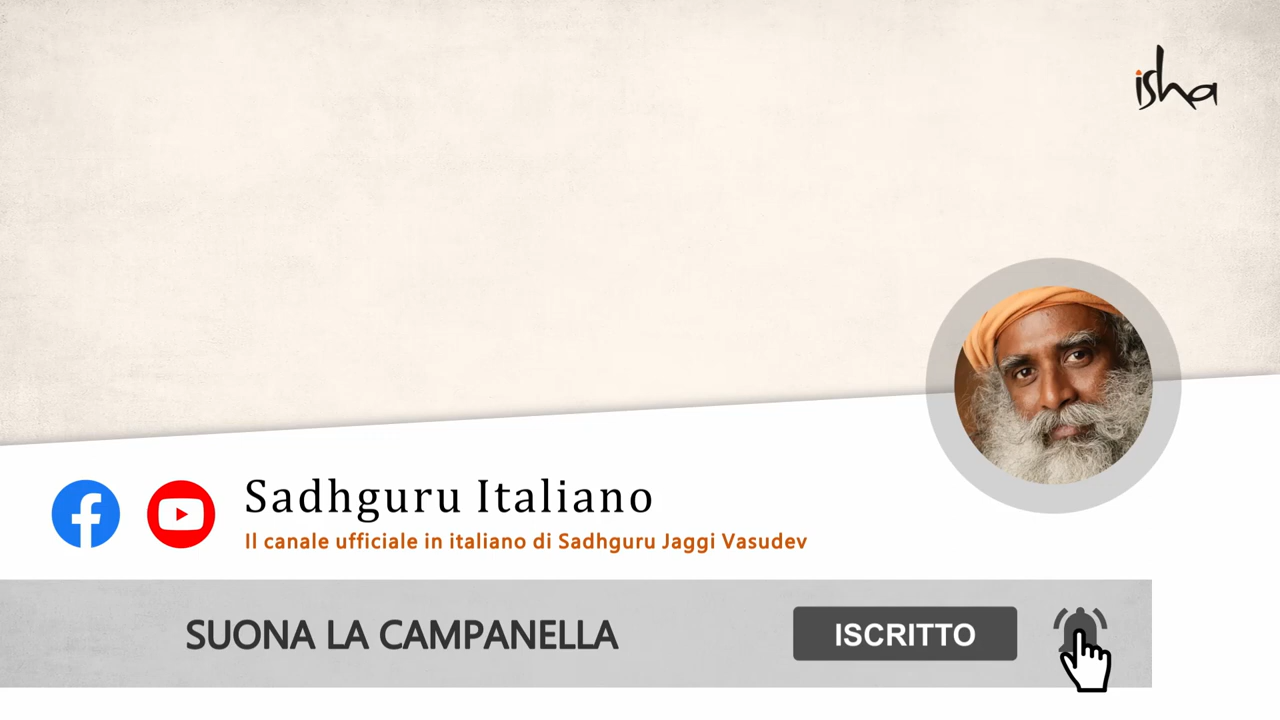 isha
Sadhguru Italiano
Il canale ufficiale in italiano di Sadhguru Jaggi Vasudev
SUONA LA CAMPANELLA
ISCRITTO